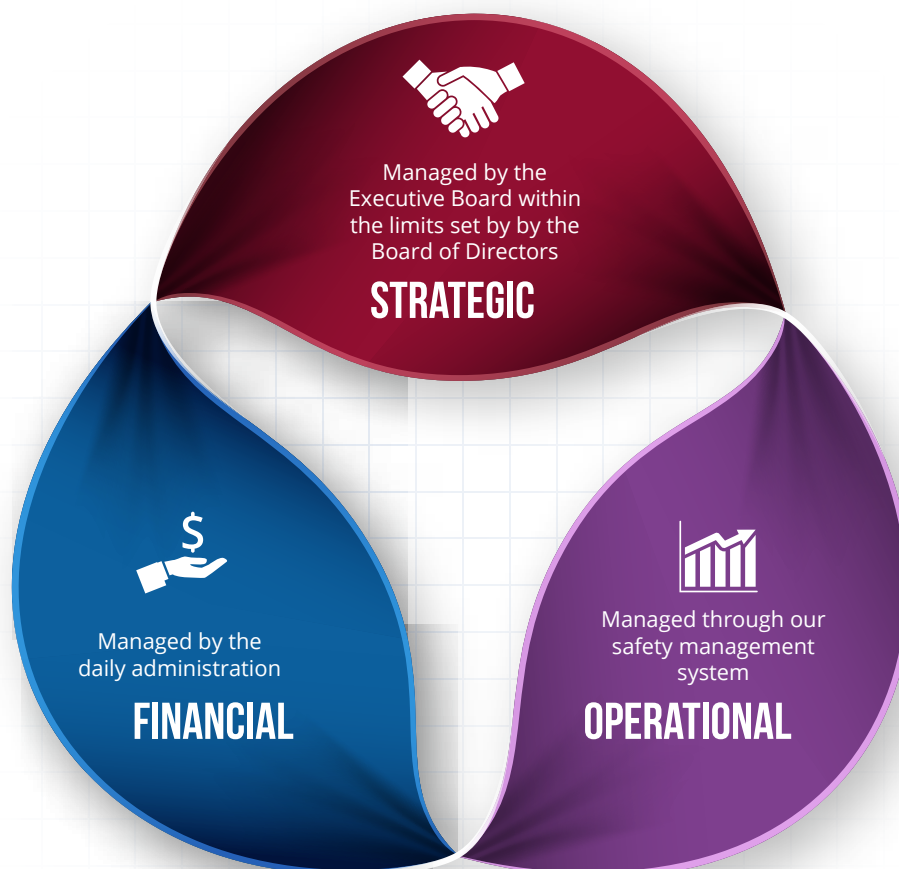 Managed by the
Executive Board within
the limits set by by the
Board of Directors
STRATEGIC
$
Managed by the
daily administration
FINANCIAL
Managed through our
safety management
system
OPERATIONAL